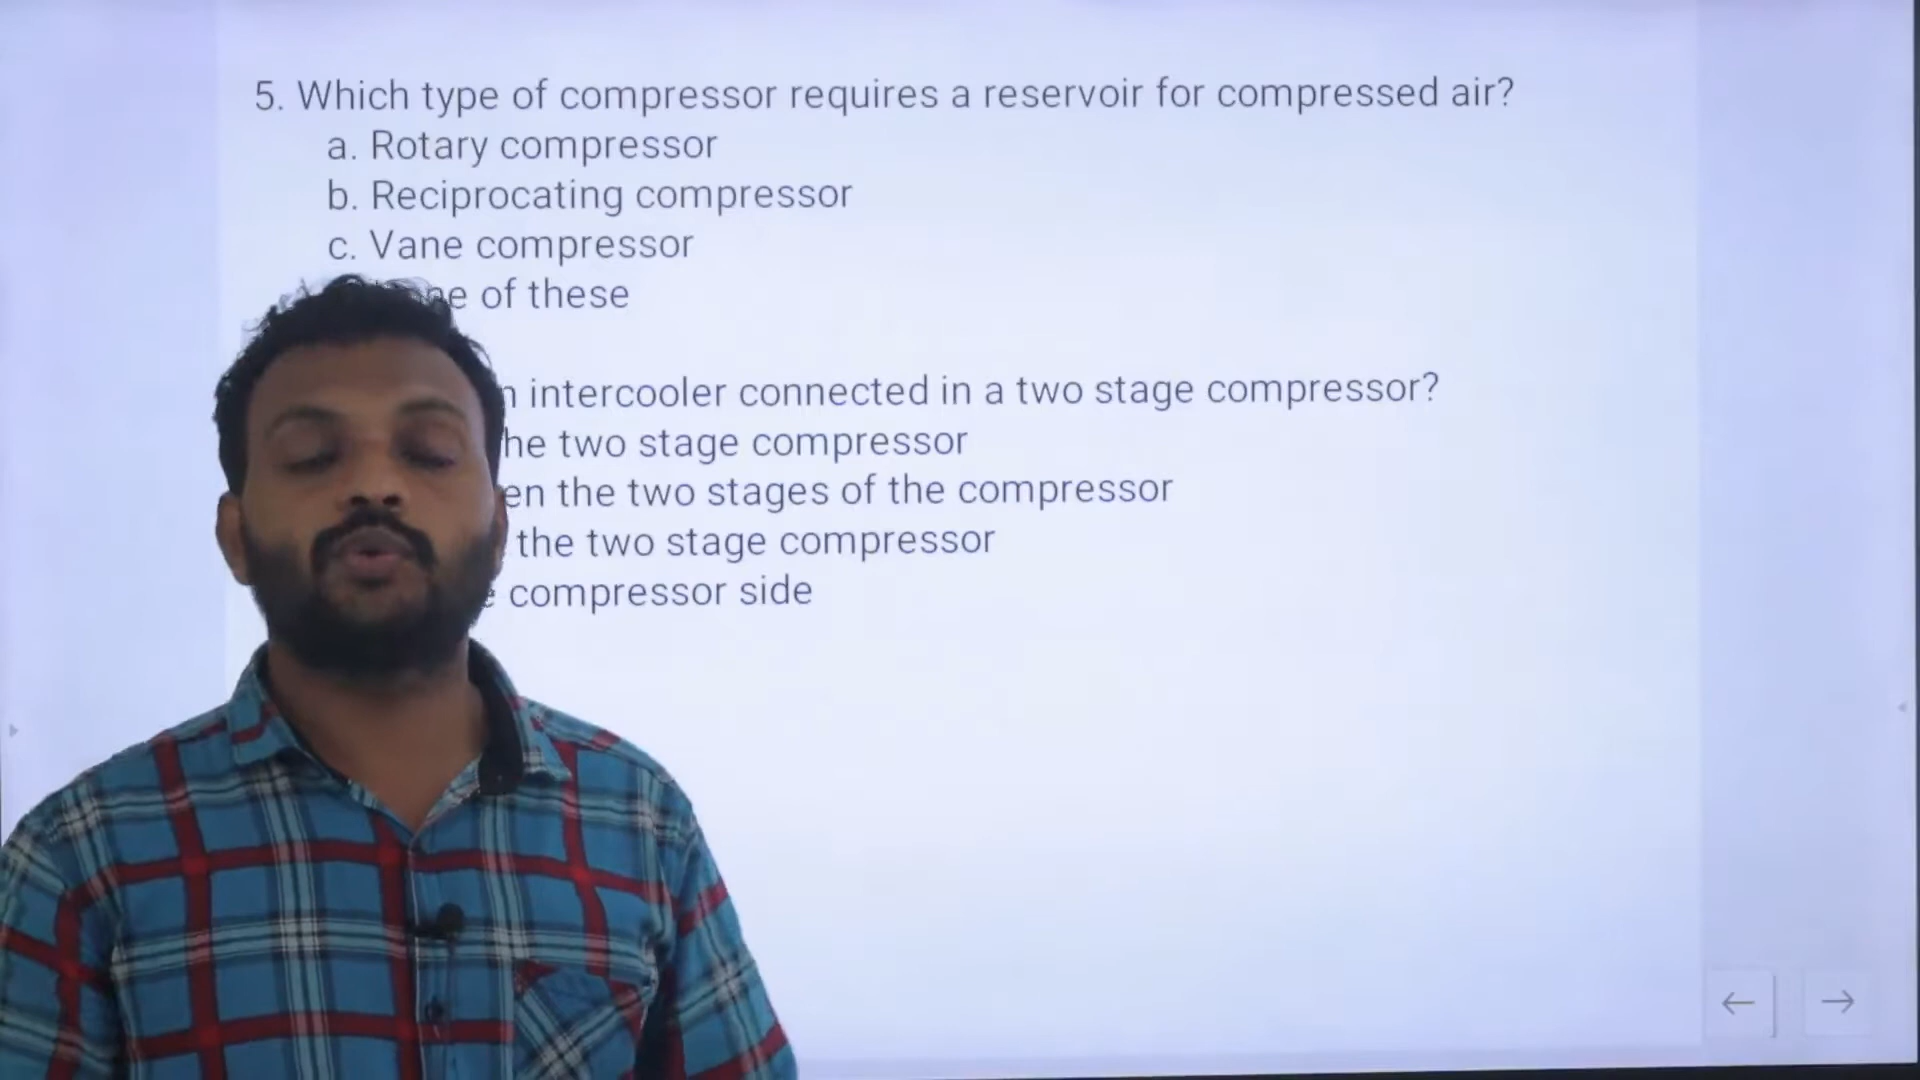 5. Which type of compressor requires a reservoir for compressed air?
a. Rotary compressor
b. Reciprocating compressor
c. Vane compressor
of these
intercooler connected in a two stage compressor?
two stage compressor
the two stages of the compressor
the two stage compressor
compressor side